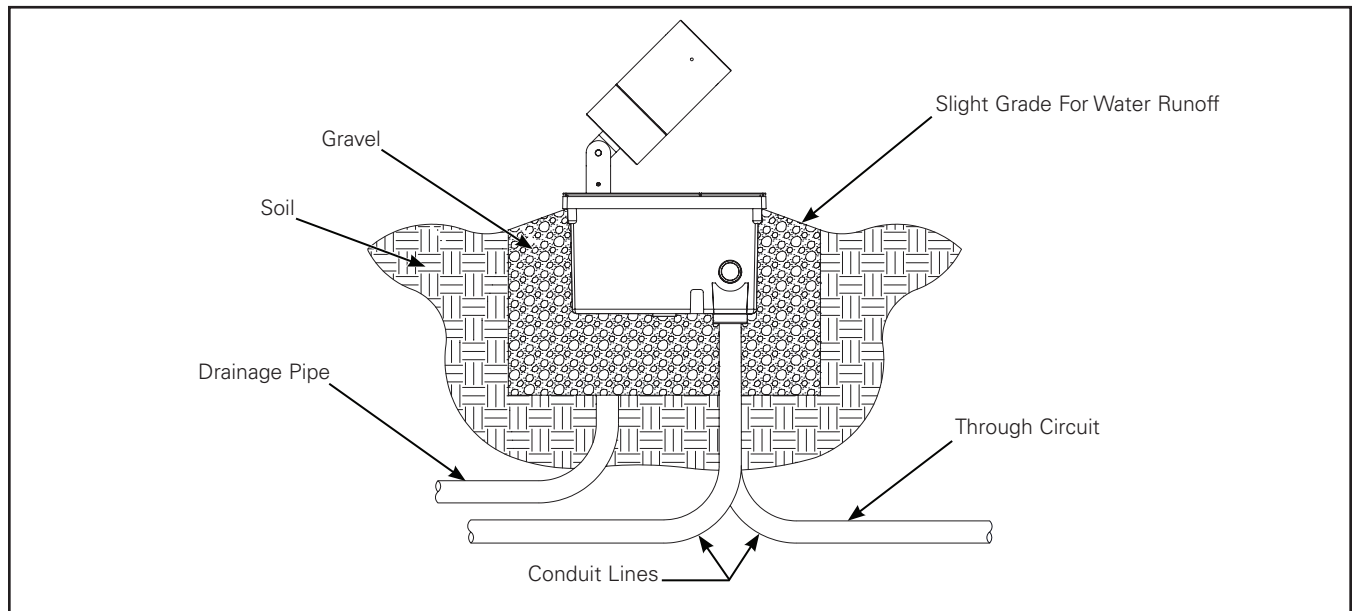 Slight Grade For Water Runoff
Gravel
Soil
Drainage Pipe
Through Circuit
Conduit Lines